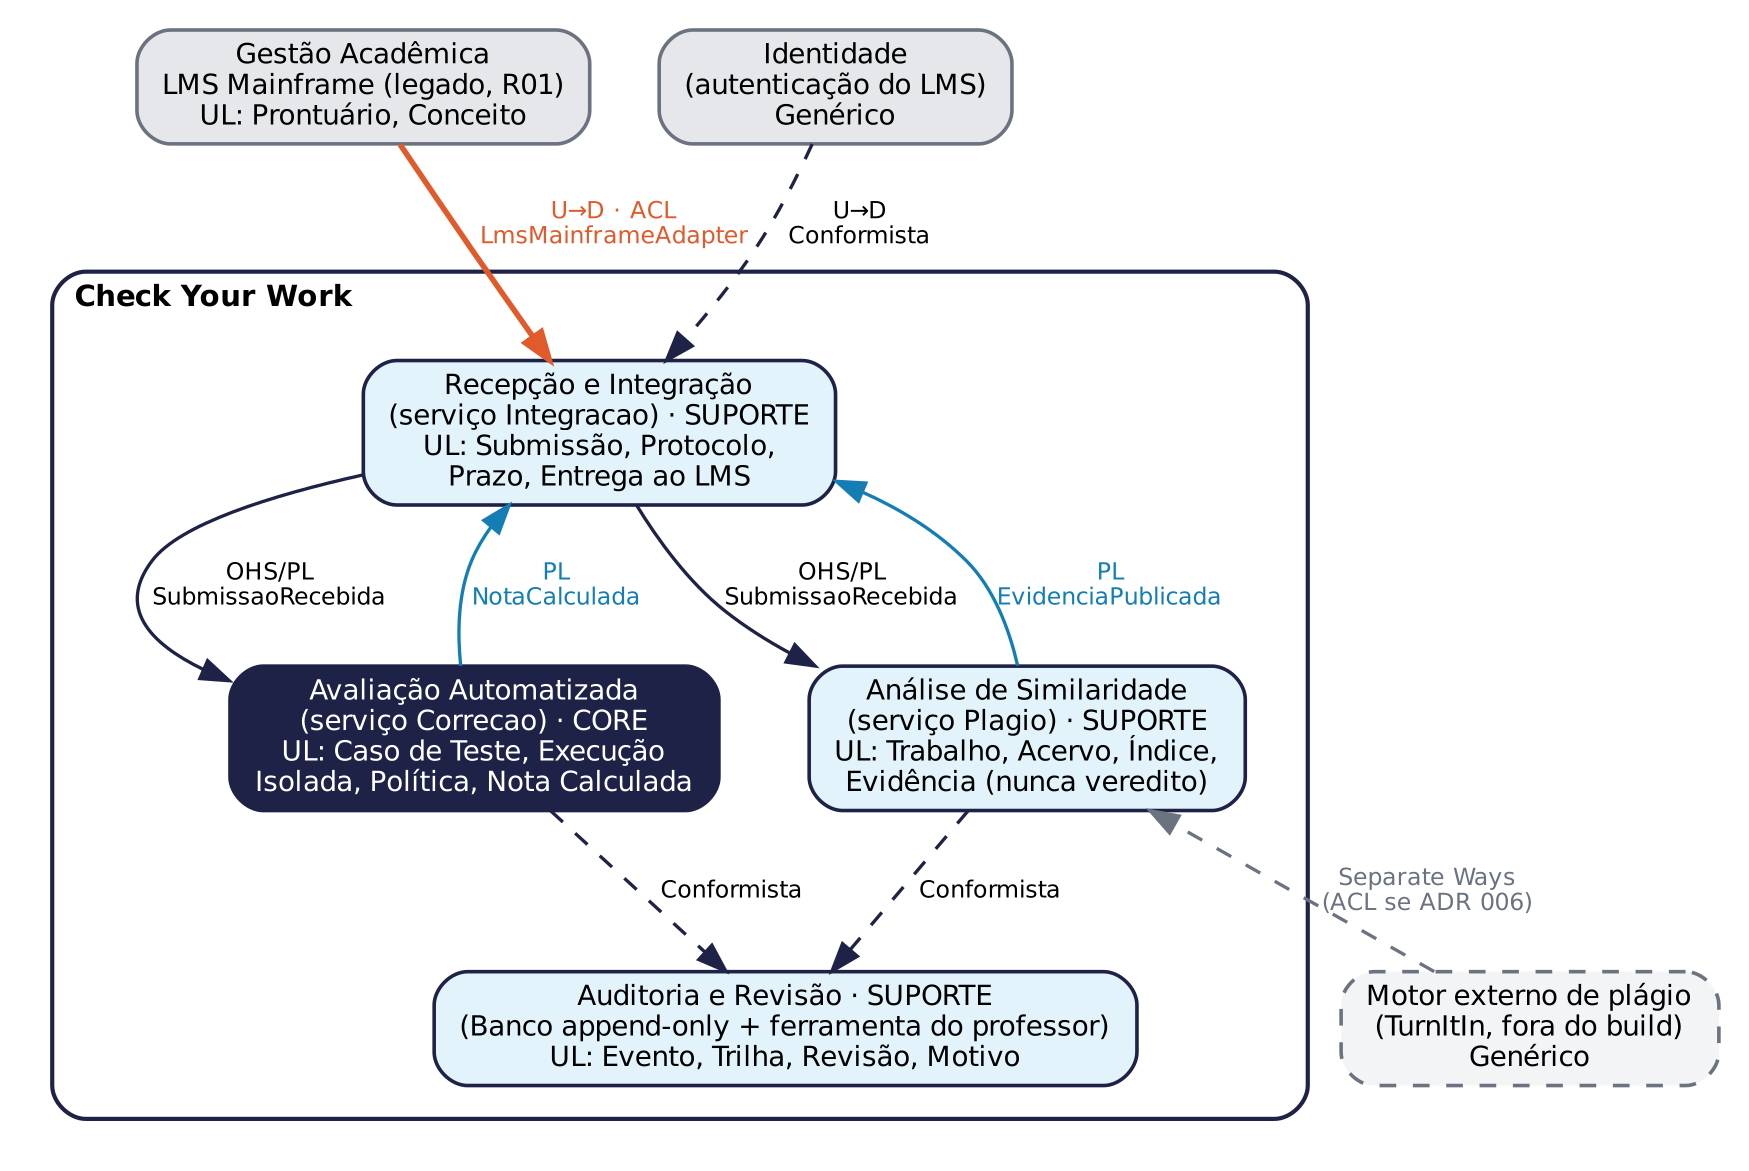 Gestão Acadêmica
LMS Mainframe (legado, R01)
UL: Prontuário, Conceito
Identidade
(autenticação do LMS)
Genérico
U→D · ACL
LmsMainframeAdapter
U→D
Conformista
Check Your Work
Recepção e Integração
(serviço Integracao) · SUPORTE
UL: Submissão, Protocolo,
Prazo, Entrega ao LMS
OHS/PL
SubmissaoRecebida
PL
NotaCalculada
OHS/PL
SubmissaoRecebida
PL
EvidenciaPublicada
Avaliação Automatizada
(serviço Correcao) · CORE
UL: Caso de Teste, Execução
Isolada, Política, Nota Calculada
Análise de Similaridade
(serviço Plagio) · SUPORTE
UL: Trabalho, Acervo, Índice,
Evidência (nunca veredito)
Conformista
Conformista
Separate Ways
(ACL se ADR 006)
Auditoria e Revisão · SUPORTE
(Banco append-only + ferramenta do professor)
UL: Evento, Trilha, Revisão, Motivo
Motor externo de plágio
(TurnItIn, fora do build)
Genérico